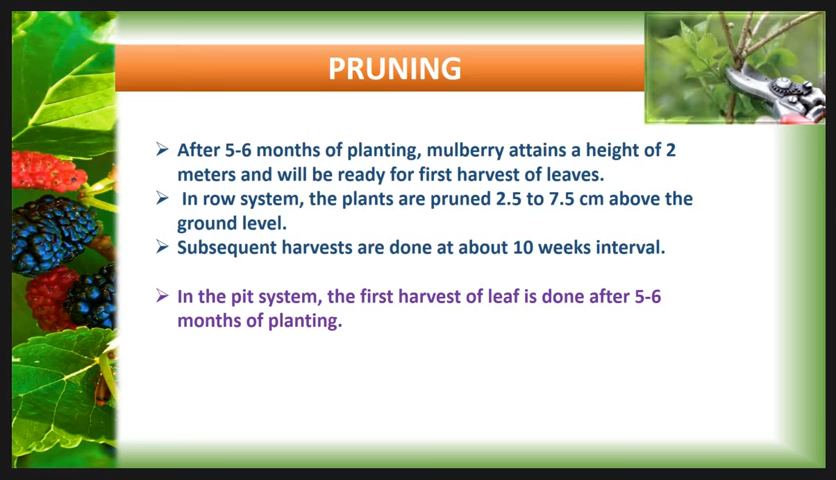 PRUNING
➢ After 5-6 months of planting, mulberry attains a height of 2
meters and will be ready for first harvest of leaves.
➢ In row system, the plants are pruned 2.5 to 7.5 cm above the
ground level.
➢ Subsequent harvests are done at about 10 weeks interval.
➢ In the pit system, the first harvest of leaf is done after 5-6
months of planting.